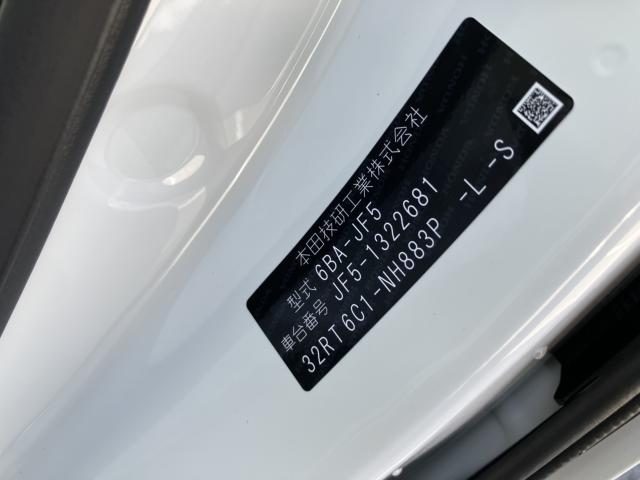 本田技研工業株式会社
型式 6BA-JF5
車台番号 JF5-1322681
32RT6C1-NH883P -L-S